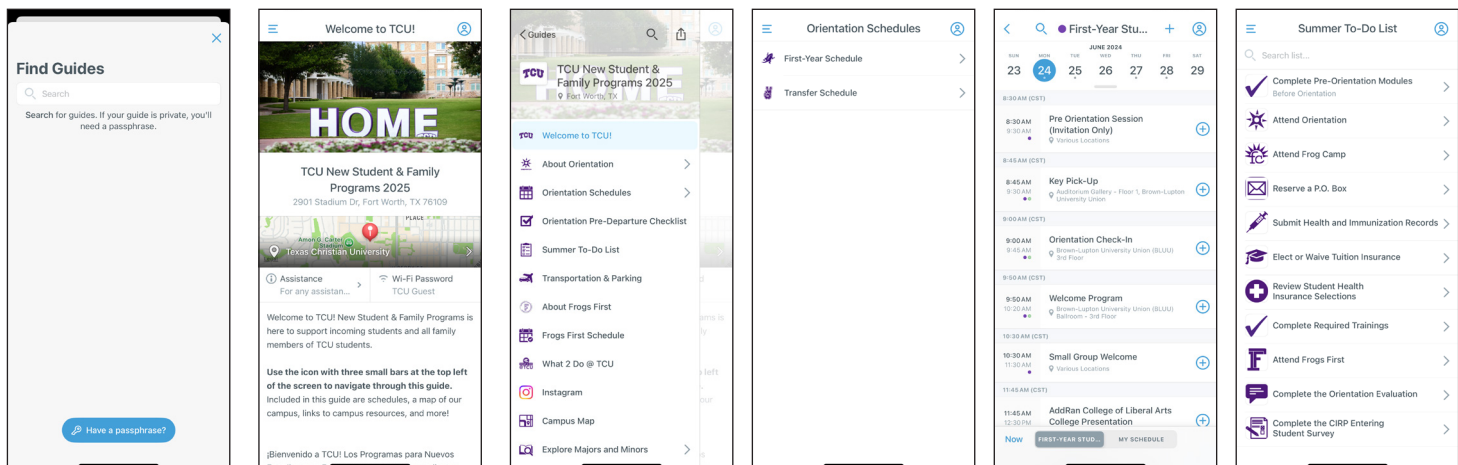 Find Guides
Search
Search for guides. If your guide is private, you'll
need a passphrase.
Have a passphrase?
Welcome to TCU!
HOME
TCU New Student & Family
Programs 2025
2901 Stadium Dr, Fort Worth, TX 76109
PLACE
Amon G. Carter
Stadium
Texas Christian University
Assistance
For any assistan...
Wi-Fi Password
TCU Guest
Welcome to TCU! New Student & Family Programs is
here to support incoming students and all family
members of TCU students.
Use the icon with three small bars at the top left
of the screen to navigate through this guide.
Included in this guide are schedules, a map of our
campus, links to campus resources, and more!
¡Bienvenido a TCU! Los Programas para Nuevos
Guides
TCU
TCU New Student &
Family Programs 2025
Fort Worth, TX
TCU Welcome to TCU!
About Orientation
Orientation Schedules
Orientation Pre-Departure Checklist
Summer To-Do List
Transportation & Parking
About Frogs First
Frogs First Schedule
What 2 Do @ TCU
Instagram
Campus Map
Explore Majors and Minors
Orientation Schedules
First-Year Schedule
Transfer Schedule
First-Year Stu...
JUNE 2024
SUN MON TUE WED THU FRI SAT
23 24 25 26 27 28 29
8:30 AM (CST)
8:30 AM
9:30 AM
Pre Orientation Session
(Invitation Only)
Various Locations
8:45 AM (CST)
8:45 AM
9:30 AM
Key Pick-Up
Auditorium Gallery - Floor 1, Brown-Lupton
University Union
9:00 AM (CST)
9:00 AM
9:45 AM
Orientation Check-In
Brown-Lupton University Union (BLUU)
3rd Floor
9:50 AM (CST)
9:50 AM
10:20 AM
Welcome Program
Brown-Lupton University Union (BLUU)
Ballroom - 3rd Floor
10:30 AM (CST)
10:30 AM
11:30 AM
Small Group Welcome
Various Locations
11:45 AM (CST)
11:45 AM
12:30 PM
AddRan College of Liberal Arts
College Presentation
Now
FIRST-YEAR STUD...
MY SCHEDULE
Summer To-Do List
Search list...
Complete Pre-Orientation Modules
Before Orientation
Attend Orientation
Attend Frog Camp
Reserve a P.O. Box
Submit Health and Immunization Records
Elect or Waive Tuition Insurance
Review Student Health
Insurance Selections
Complete Required Trainings
Attend Frogs First
Complete the Orientation Evaluation
Complete the CIRP Entering
Student Survey